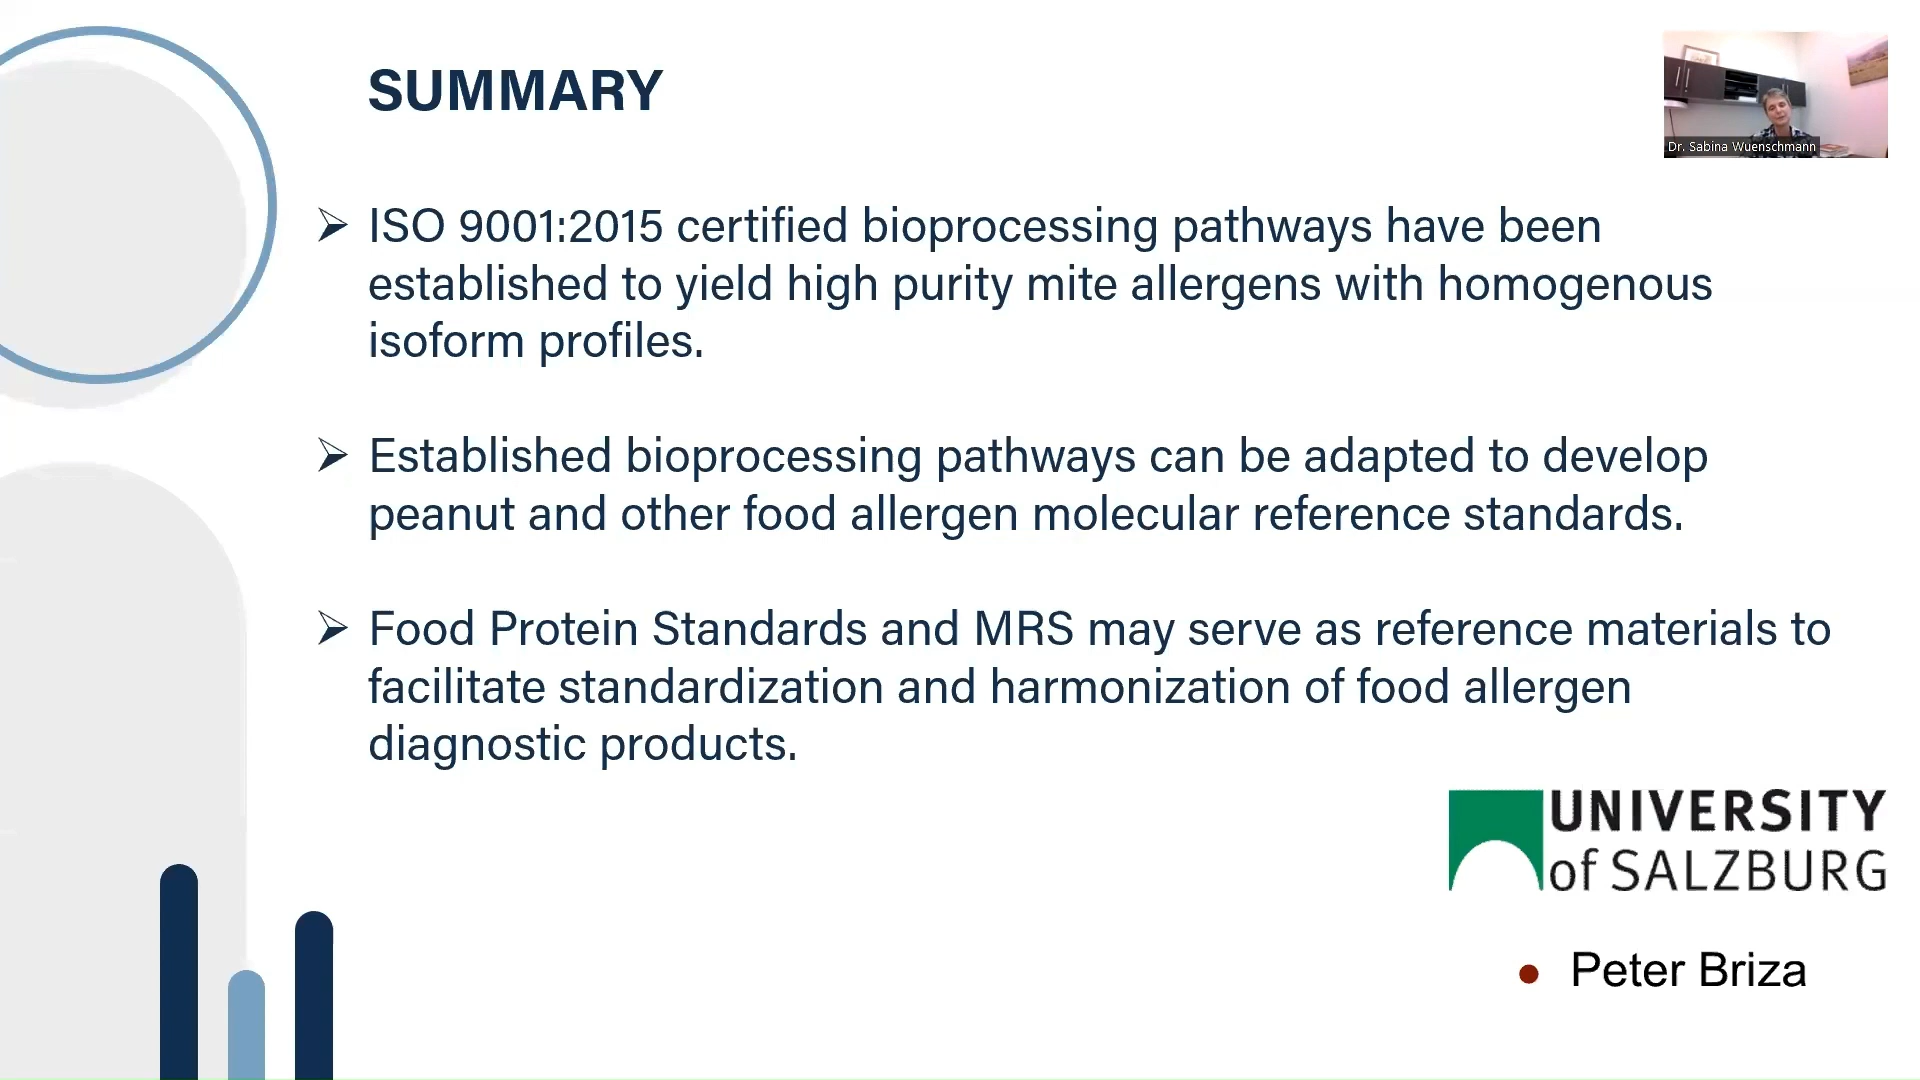 SUMMARY
Dr. Sabina Wuenschmann
➢ ISO 9001:2015 certified bioprocessing pathways have been
established to yield high purity mite allergens with homogenous
isoform profiles.
➢ Established bioprocessing pathways can be adapted to develop
peanut and other food allergen molecular reference standards.
➢ Food Protein Standards and MRS may serve as reference materials to
facilitate standardization and harmonization of food allergen
diagnostic products.
UNIVERSITY
of SALZBURG
• Peter Briza